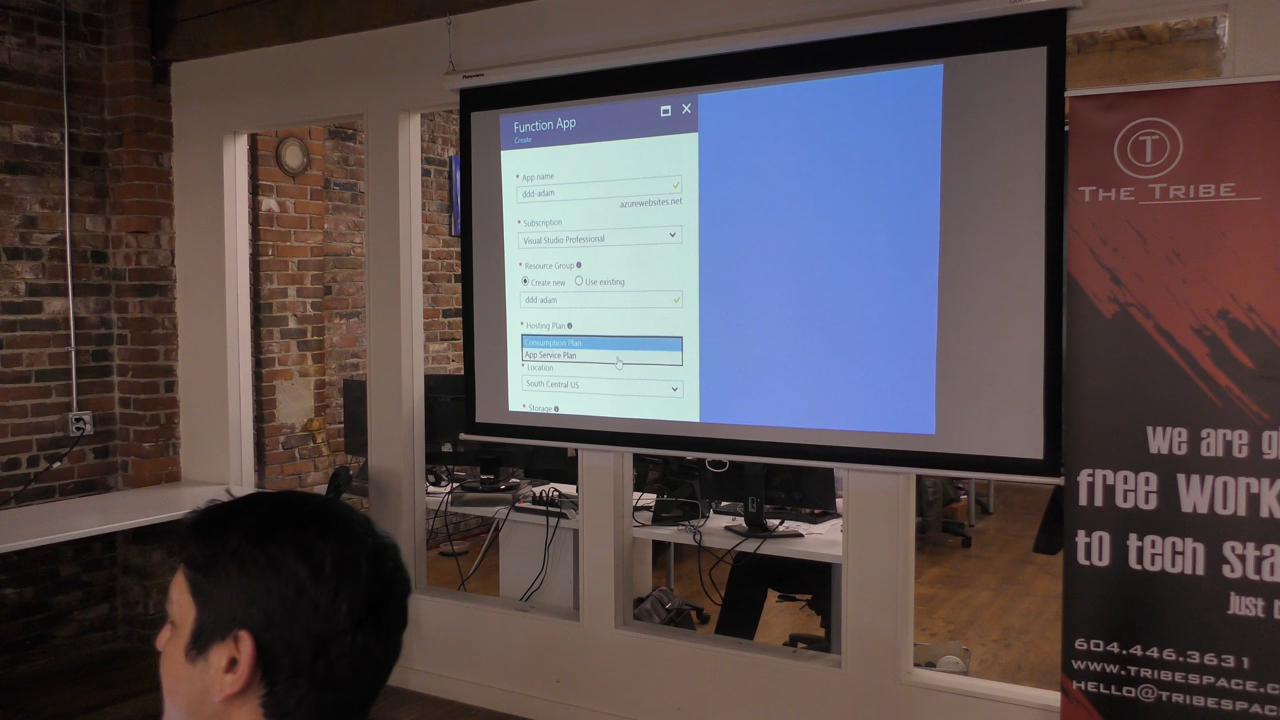 Function App
Create
* App name
ddd-adam
.azurewebsites.net
* Subscription
Visual Studio Professional
* Resource Group
Create new Use existing
ddd-adam
* Hosting Plan
Consumption Plan
App Service Plan
* Location
South Central US
* Storage
T
THE TRIBE
we are gi
free work
to tech sta
just
604.446.3631
WWW.TRIBESPACE.C
HELLO@TRIBESPAC